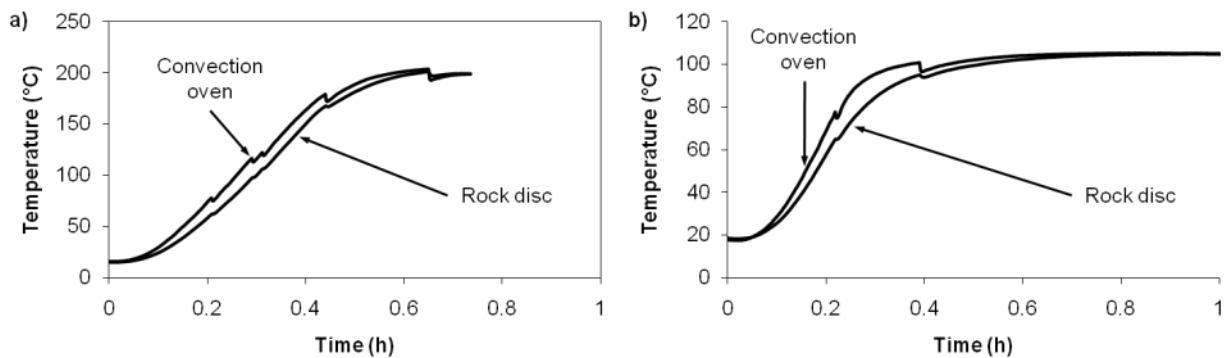 a)
Temperature (°C)
250
200
150
100
50
0
Convection
oven
Rock disc
0 0.2 0.4 0.6 0.8 1
Time (h)
b)
Temperature (°C)
120
100
80
60
40
20
0
Convection
oven
Rock disc
0 0.2 0.4 0.6 0.8 1
Time (h)